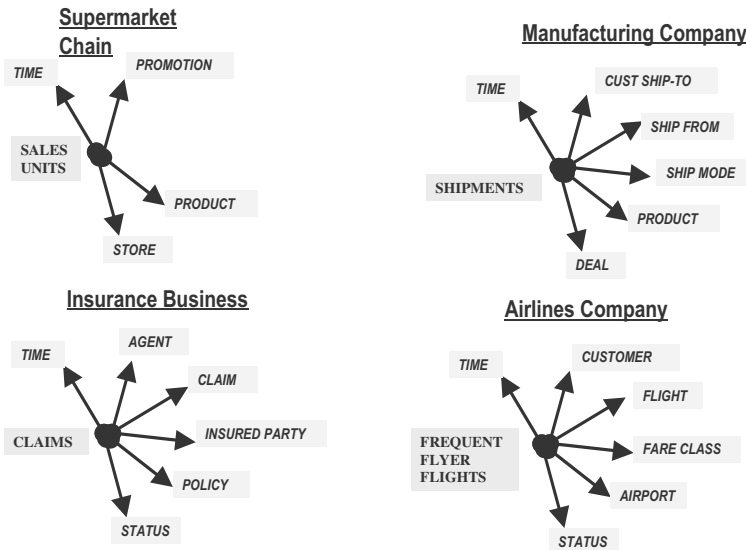 Supermarket
Chain
TIME
PROMOTION
SALES
UNITS
PRODUCT
STORE
Manufacturing Company
TIME
CUST SHIP-TO
SHIP FROM
SHIP MODE
SHIPMENTS
PRODUCT
DEAL
Insurance Business
TIME
AGENT
CLAIM
CLAIMS
INSURED PARTY
POLICY
STATUS
Airlines Company
TIME
CUSTOMER
FLIGHT
FREQUENT
FLYER
FLIGHTS
FARE CLASS
AIRPORT
STATUS